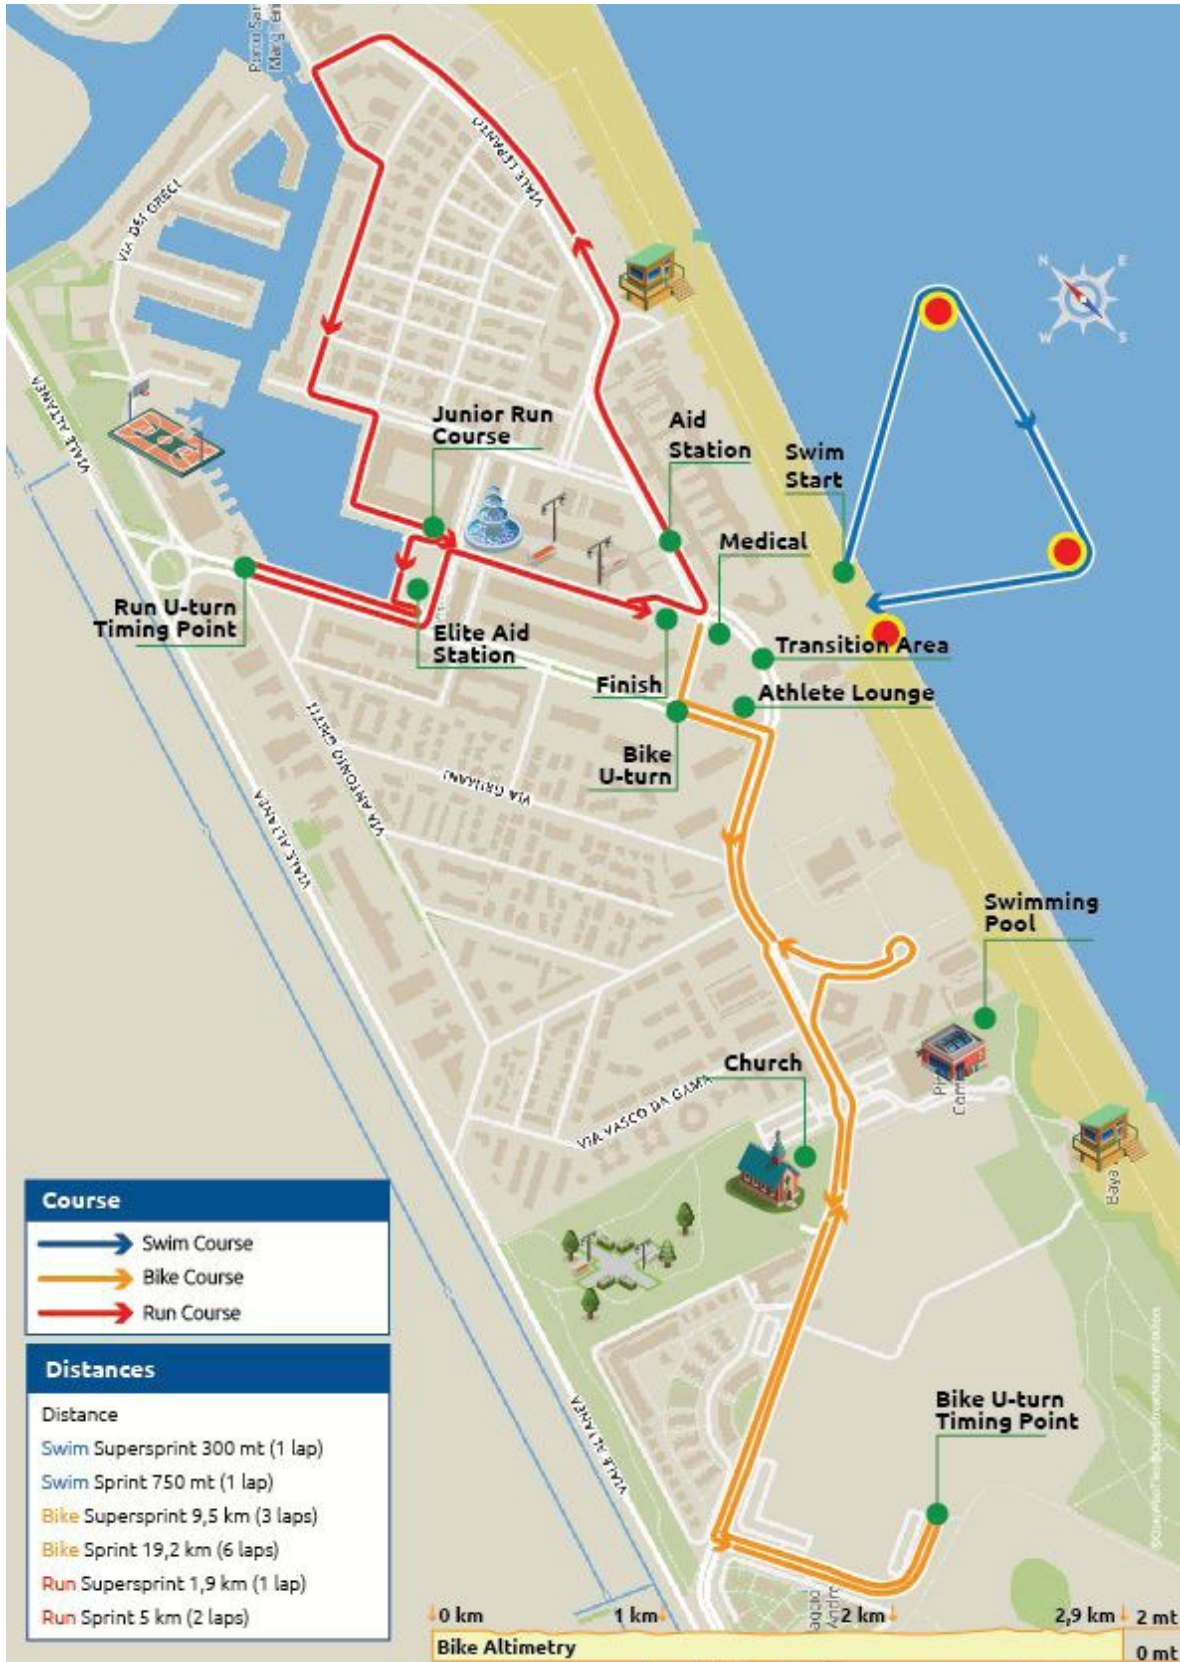 VIALE LEPANTO
VIA DEI GRECI
N
E
W
S
VIALE ALTANEA
Junior Run
Course
Aid
Station
Swim
Start
Medical
Run U-turn
Timing Point
Elite Aid
Station
Transition Area
Finish
Athlete Lounge
Bike
U-turn
VIA ANTONIO GRITTI
VIA GRIMANI
VIALE ALTANEA
Swimming
Pool
Church
VIA VASCO DA GAMA
Baya
Course
Swim Course
Bike Course
Run Course
Distances
Distance
Swim Supersprint 300 mt (1 lap)
Swim Sprint 750 mt (1 lap)
Bike Supersprint 9,5 km (3 laps)
Bike Sprint 19,2 km (6 laps)
Run Supersprint 1,9 km (1 lap)
Run Sprint 5 km (2 laps)
VIALE ALTANEA
Bike U-turn
Timing Point
0 km
1 km
2 km
2,9 km
2 mt
Bike Altimetry
0 mt